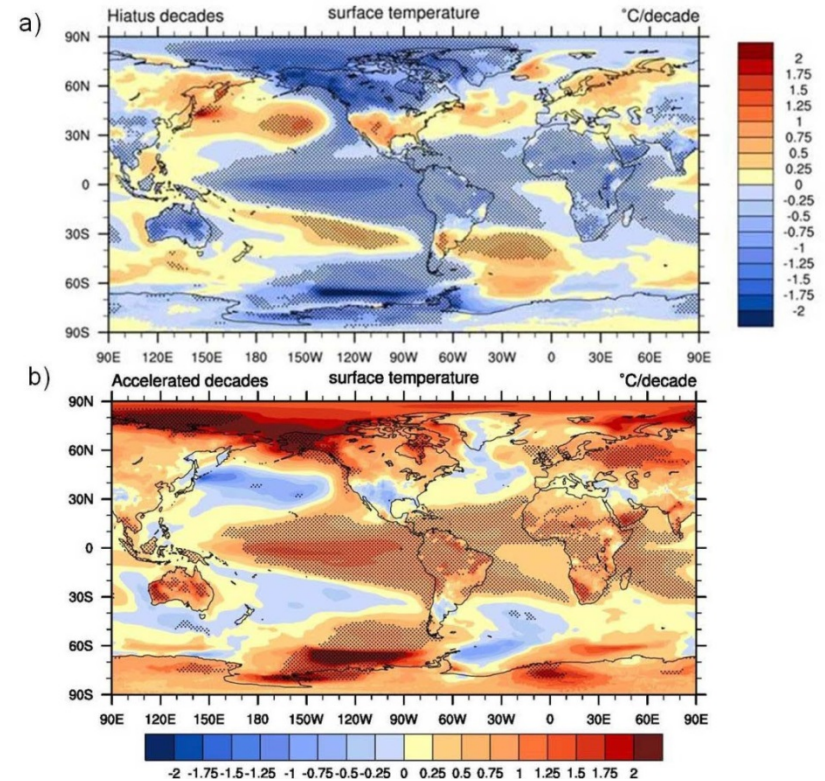 a)
Hiatus decades surface temperature °C/decade
90N
60N
30N
0
30S
60S
90S
90E 120E 150E 180 150W 120W 90W 60W 30W 0 30E 60E 90E
2
1.75
1.5
1.25
1
0.75
0.5
0.25
0
-0.25
-0.5
-0.75
-1
-1.25
-1.5
-1.75
-2
b)
Accelerated decades surface temperature °C/decade
90N
60N
30N
0
30S
60S
90S
90E 120E 150E 180 150W 120W 90W 60W 30W 0 30E 60E 90E
-2 -1.75 -1.5 -1.25 -1 -0.75 -0.5 -0.25 0 0.25 0.5 0.75 1 1.25 1.5 1.75 2